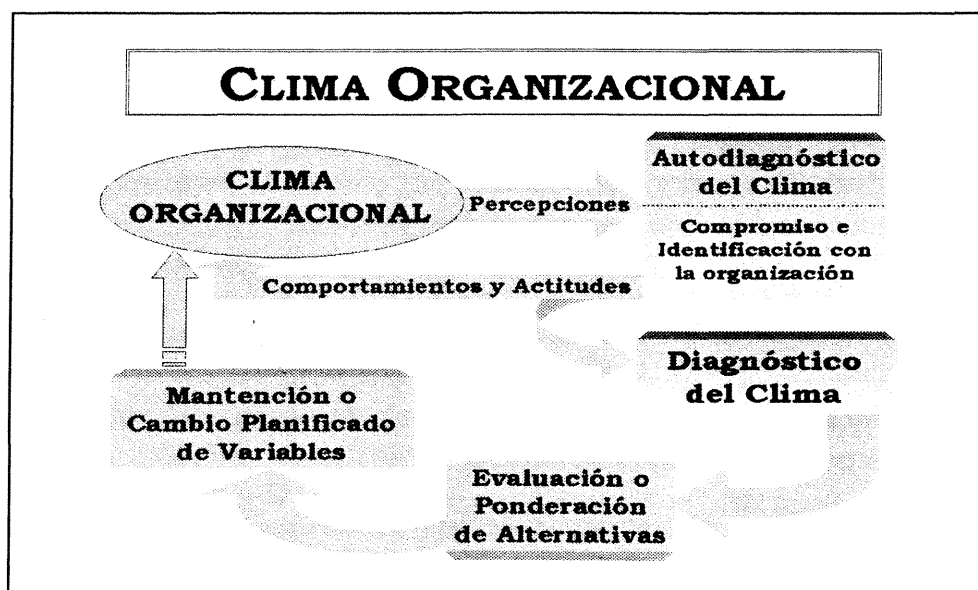 CLIMA ORGANIZACIONAL
CLIMA
ORGANIZACIONAL
Percepciones
Autodiagnóstico
del Clima
Compromiso e
Identificación con
la organización
Comportamientos y Actitudes
Diagnóstico
del Clima
Mantención o
Cambio Planificado
de Variables
Evaluación o
Ponderación
de Alternativas